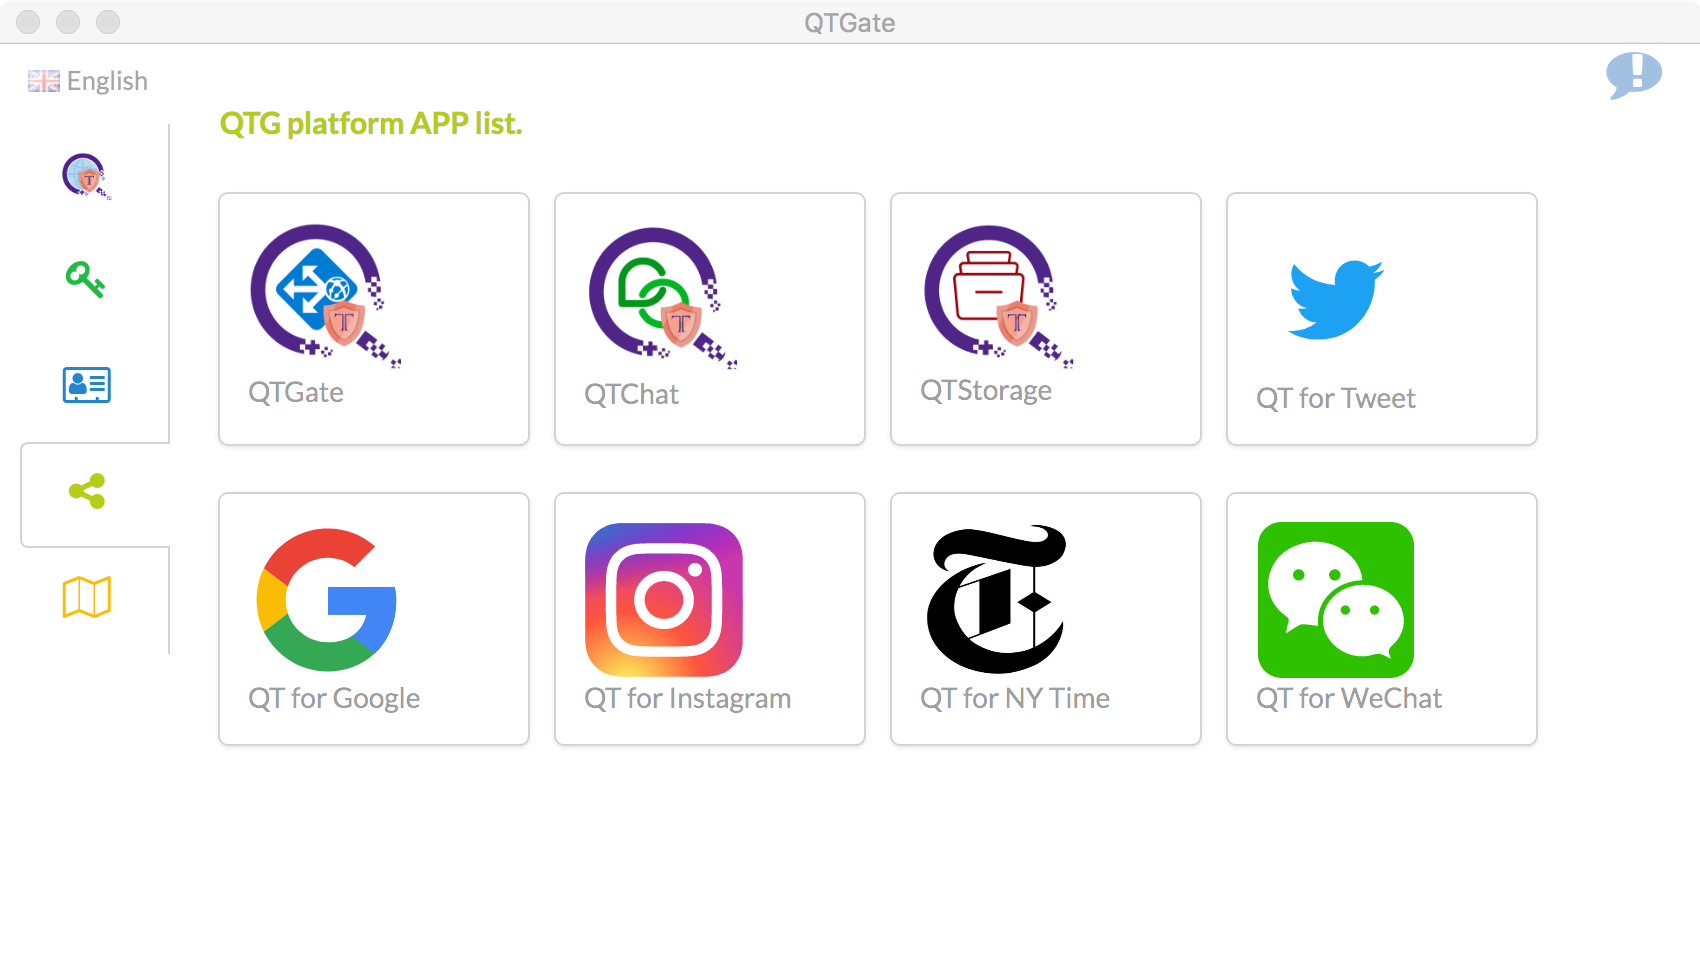 QTGate
English
QTG platform APP list.
QTGate
QTChat
QTStorage
QT for Tweet
QT for Google
QT for Instagram
QT for NY Time
QT for WeChat